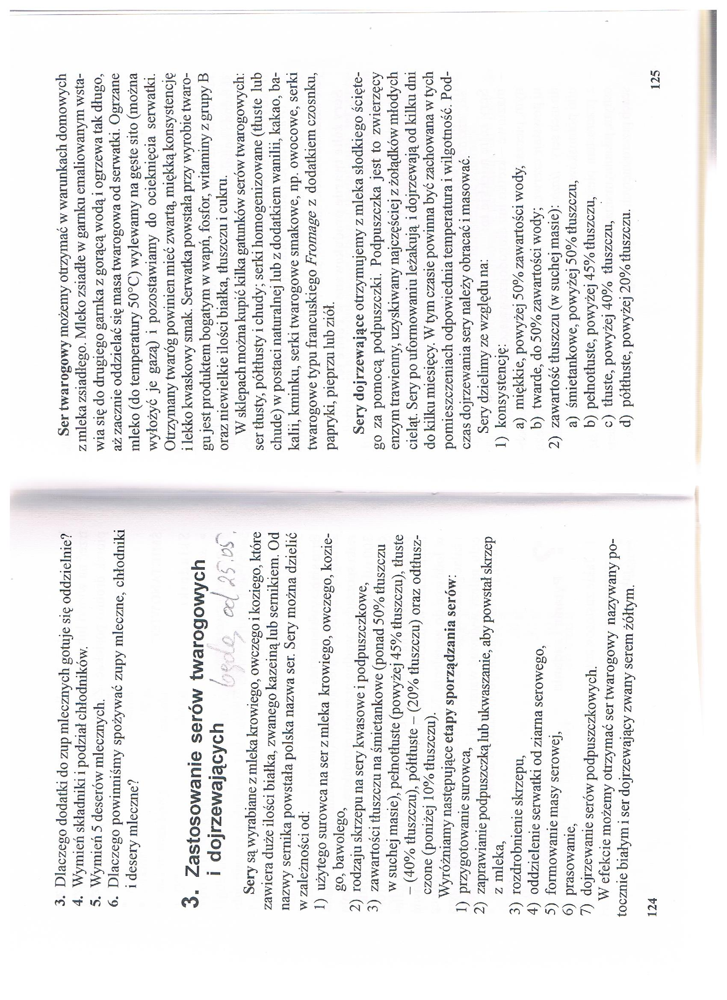 3. Dlaczego dodatki do zup mlecznych gotuje się oddzielnie?
4. Wymień składniki i podział chłodników.
5. Wymień 5 deserów mlecznych.
6. Dlaczego powinniśmy spożywać zupy mleczne, chłodniki
i desery mleczne?
3. Zastosowanie serów twarogowych
i dojrzewających
od 25.05.
Sery są wyrabiane z mleka krowiego, owczego i koziego, które
zawiera duże ilości białka, zwanego kazeiną lub sernikiem. Od
nazwy sernika powstała polska nazwa ser. Sery można dzielić
w zależności od:
1) użytego surowca na ser z mleka krowiego, owczego, kozie-
go, bawolego,
2) rodzaju skrzepu na sery kwasowe i podpuszczkowe,
3) zawartości tłuszczu na śmietankowe (ponad 50% tłuszczu
w suchej masie), pełnotłuste (powyżej 45% tłuszczu), tłuste
– (40% tłuszczu), półtłuste – (20% tłuszczu) oraz odtłusz-
czone (poniżej 10% tłuszczu).
Wyróżniamy następujące etapy sporządzania serów:
1) przygotowanie surowca,
2) zaprawianie podpuszczką lub ukwaszanie, aby powstał skrzep
z mleka,
3) rozdrobnienie skrzepu,
4) oddzielenie serwatki od ziarna serowego,
5) formowanie masy serowej,
6) prasowanie,
7) dojrzewanie serów podpuszczkowych.
W efekcie możemy otrzymać ser twarogowy nazywany po-
tocznie białym i ser dojrzewający zwany serem żółtym.
124
Ser twarogowy możemy otrzymać w warunkach domowych
z mleka zsiadłego. Mleko zsiadłe w garnku emaliowanym wsta-
wia się do drugiego garnka z gorącą wodą i ogrzewa tak długo,
aż zacznie oddzielać się masa twarogowa od serwatki. Ogrzane
mleko (do temperatury 50°C) wylewamy na gęste sito (można
wyłożyć je gazą) i pozostawiamy do ocieknięcia serwatki.
Otrzymany twaróg powinien mieć zwartą, miękką konsystencję
i lekko kwaskowy smak. Serwatka powstała przy wyrobie twaro-
gu jest produktem bogatym w wapń, fosfor, witaminy z grupy B
oraz niewielkie ilości białka, tłuszczu i cukru.
W sklepach można kupić kilka gatunków serów twarogowych:
ser tłusty, półtłusty i chudy; serki homogenizowane (tłuste lub
chude) w postaci naturalnej lub z dodatkiem wanilii, kakao, ba-
kalii, kminku, serki twarogowe smakowe, np. owocowe, serki
twarogowe typu francuskiego Fromage z dodatkiem czosnku,
papryki, pieprzu lub ziół.
Sery dojrzewające otrzymujemy z mleka słodkiego ścięte-
go za pomocą podpuszczki. Podpuszczka jest to zwierzęcy
enzym trawienny, uzyskiwany najczęściej z żołądków młodych
cieląt. Sery po uformowaniu leżakują i dojrzewają od kilku dni
do kilku miesięcy. W tym czasie powinna być zachowana w tych
pomieszczeniach odpowiednia temperatura i wilgotność. Pod-
czas dojrzewania sery należy obracać i masować.
Sery dzielimy ze względu na:
1) konsystencję:
a) miękkie, powyżej 50% zawartości wody,
b) twarde, do 50% zawartości wody;
2) zawartość tłuszczu (w suchej masie):
a) śmietankowe, powyżej 50% tłuszczu,
b) pełnotłuste, powyżej 45% tłuszczu,
c) tłuste, powyżej 40% tłuszczu,
d) półtłuste, powyżej 20% tłuszczu.
125